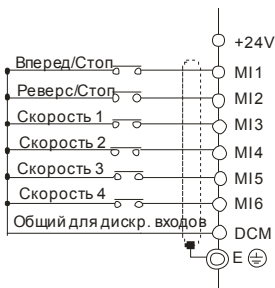 +24V
Вперед/Стоп MI1
Реверс/Стоп MI2
Скорость 1 MI3
Скорость 2 MI4
Скорость 3 MI5
Скорость 4 MI6
Общий для дискр. входов DCM
E